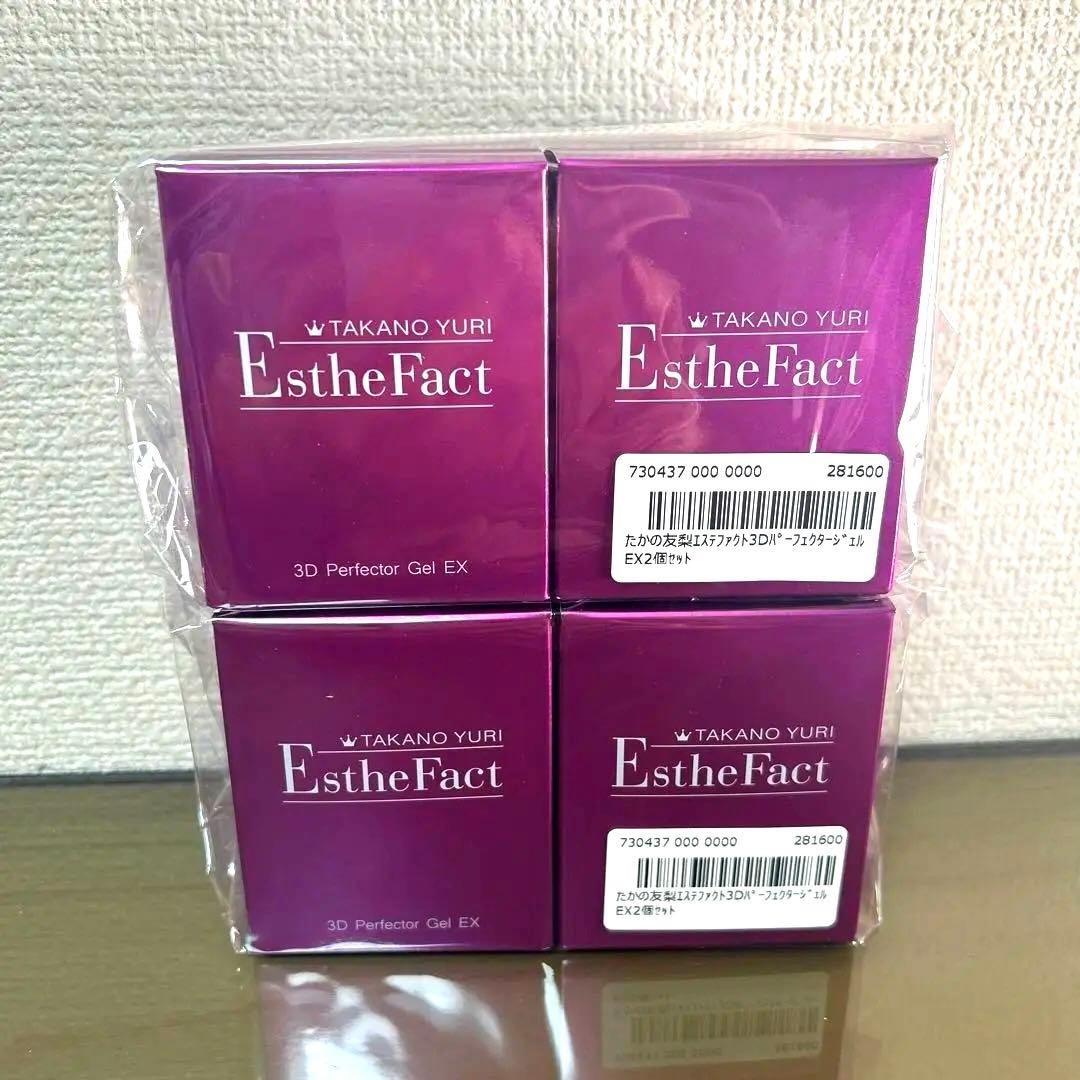 TAKANO YURI
EstheFact
3D Perfector Gel EX
TAKANO YURI
EstheFact
730437 000 0000 281600
たかの友梨ｴｽﾃﾌｧｸﾄ3Dﾊﾟｰﾌｪｸﾀｰｼﾞｪﾙ
EX2個ｾｯﾄ
TAKANO YURI
EstheFact
3D Perfector Gel EX
TAKANO YURI
EstheFact
730437 000 0000 281600
たかの友梨ｴｽﾃﾌｧｸﾄ3Dﾊﾟｰﾌｪｸﾀｰｼﾞｪﾙ
EX2個ｾｯﾄ